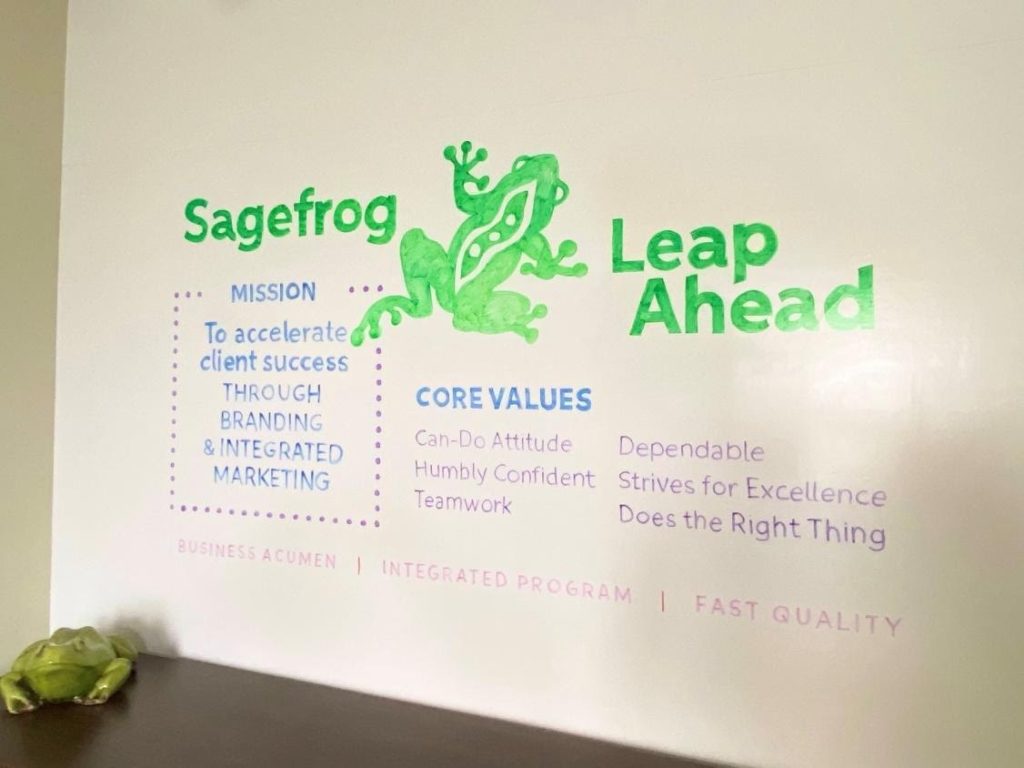 Sagefrog
Leap
Ahead
MISSION
To accelerate
client success
THROUGH
BRANDING
& INTEGRATED
MARKETING
CORE VALUES
Can-Do Attitude
Humbly Confident
Teamwork
Dependable
Strives for Excellence
Does the Right Thing
BUSINESS ACUMEN | INTEGRATED PROGRAM | FAST QUALITY